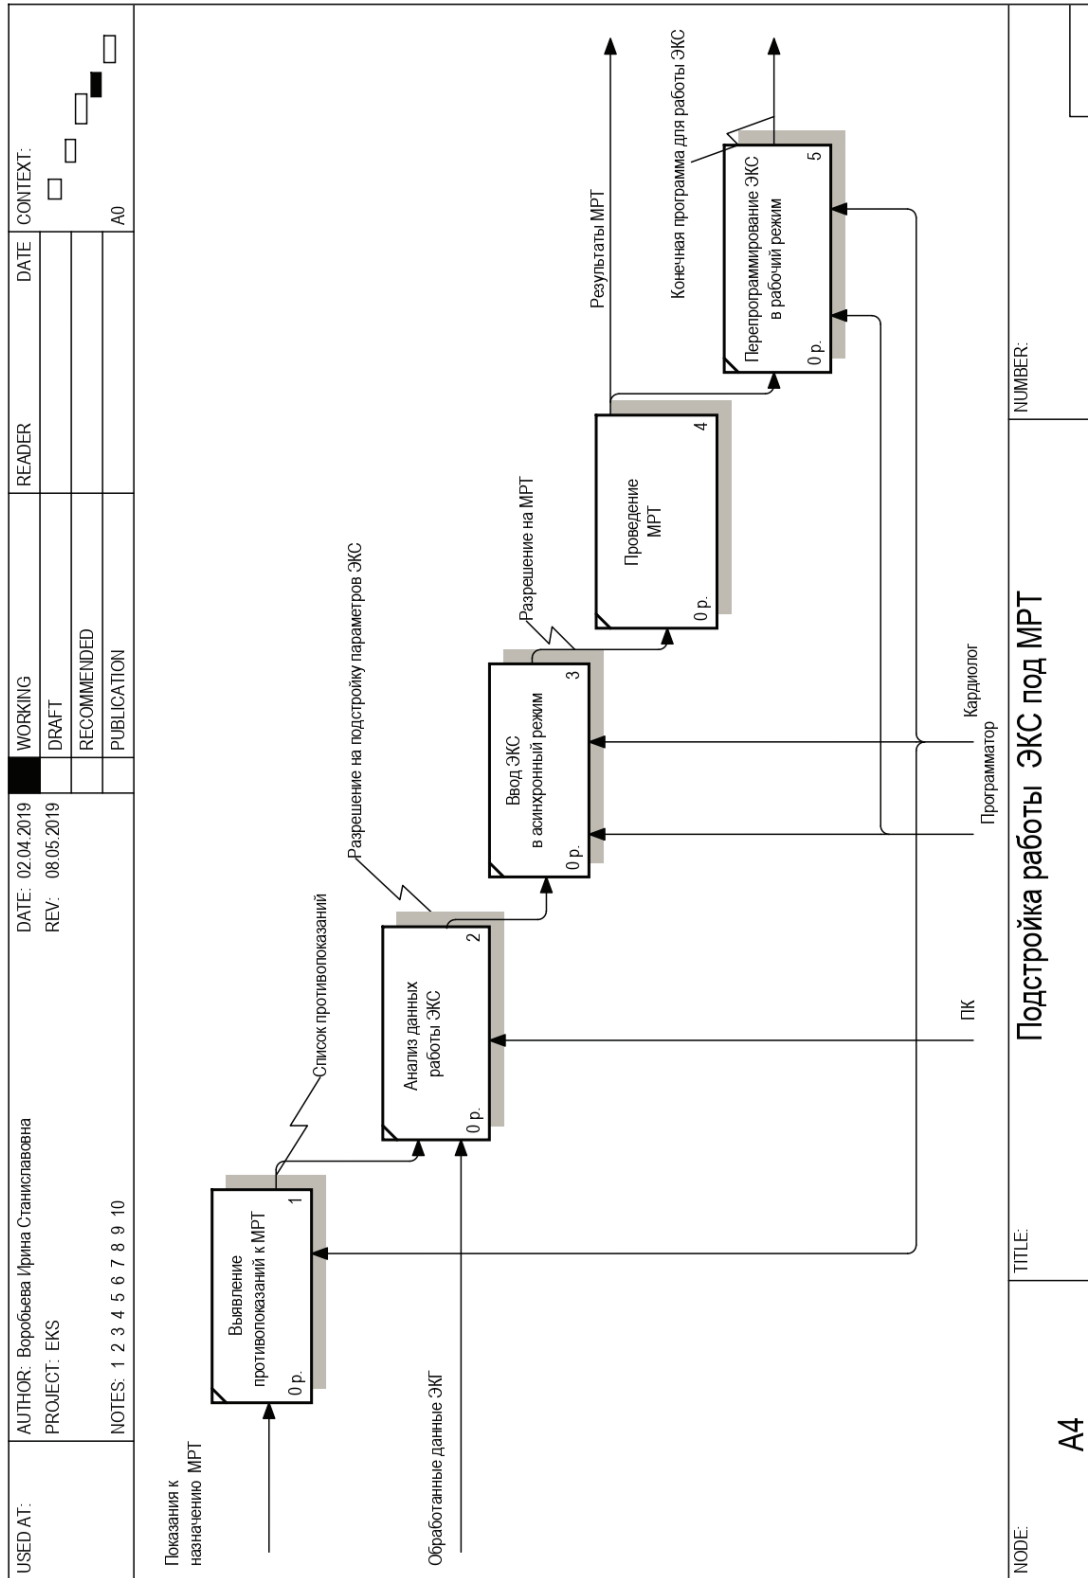 USED AT:
AUTHOR: Воробьева Ирина Станиславовна
DATE: 02.04.2019
PROJECT: EKS
REV: 08.05.2019
NOTES: 1 2 3 4 5 6 7 8 9 10
WORKING
DRAFT
RECOMMENDED
PUBLICATION
READER
DATE
CONTEXT:
A0
Показания к
назначению МРТ
Выявление
противопоказаний к МРТ
0 р.
1
Список противопоказаний
Обработанные данные ЭКГ
Анализ данных
работы ЭКС
0 р.
2
Разрешение на подстройку параметров ЭКС
Ввод ЭКС
в асинхронный режим
0 р.
3
Разрешение на МРТ
Проведение
МРТ
0 р.
4
Результаты МРТ
Перепрограммирование ЭКС
в рабочий режим
0 р.
5
Конечная программа для работы ЭКС
ПК
Программатор
Кардиолог
NODE:
A4
TITLE:
Подстройка работы ЭКС под МРТ
NUMBER: